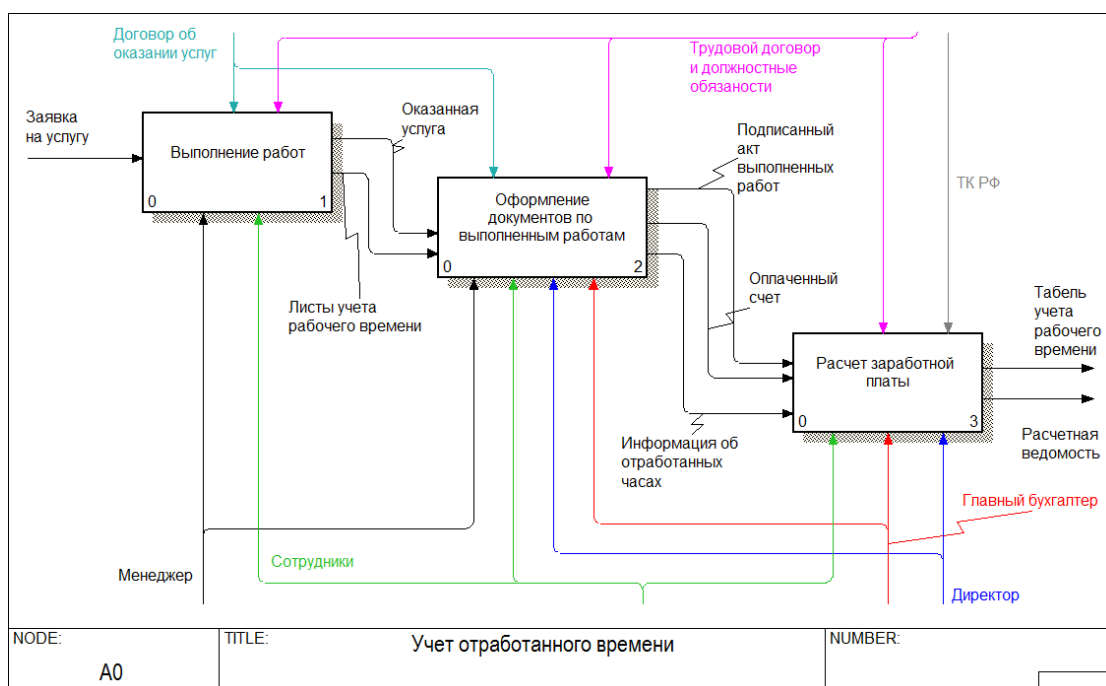 Договор об
оказании услуг
Трудовой договор
и должностные
обязаности
Заявка
на услугу
Оказанная
услуга
Выполнение работ
0
1
Подписанный
акт
выполненных
работ
ТК РФ
Оформление
документов по
выполненным работам
0
2
Листы учета
рабочего времени
Оплаченный
счет
Табель
учета
рабочего
времени
Расчет заработной
платы
0
3
Информация об
отработанных
часах
Расчетная
ведомость
Главный бухгалтер
Сотрудники
Менеджер
Директор
NODE:
A0
TITLE:
Учет отработанного времени
NUMBER: